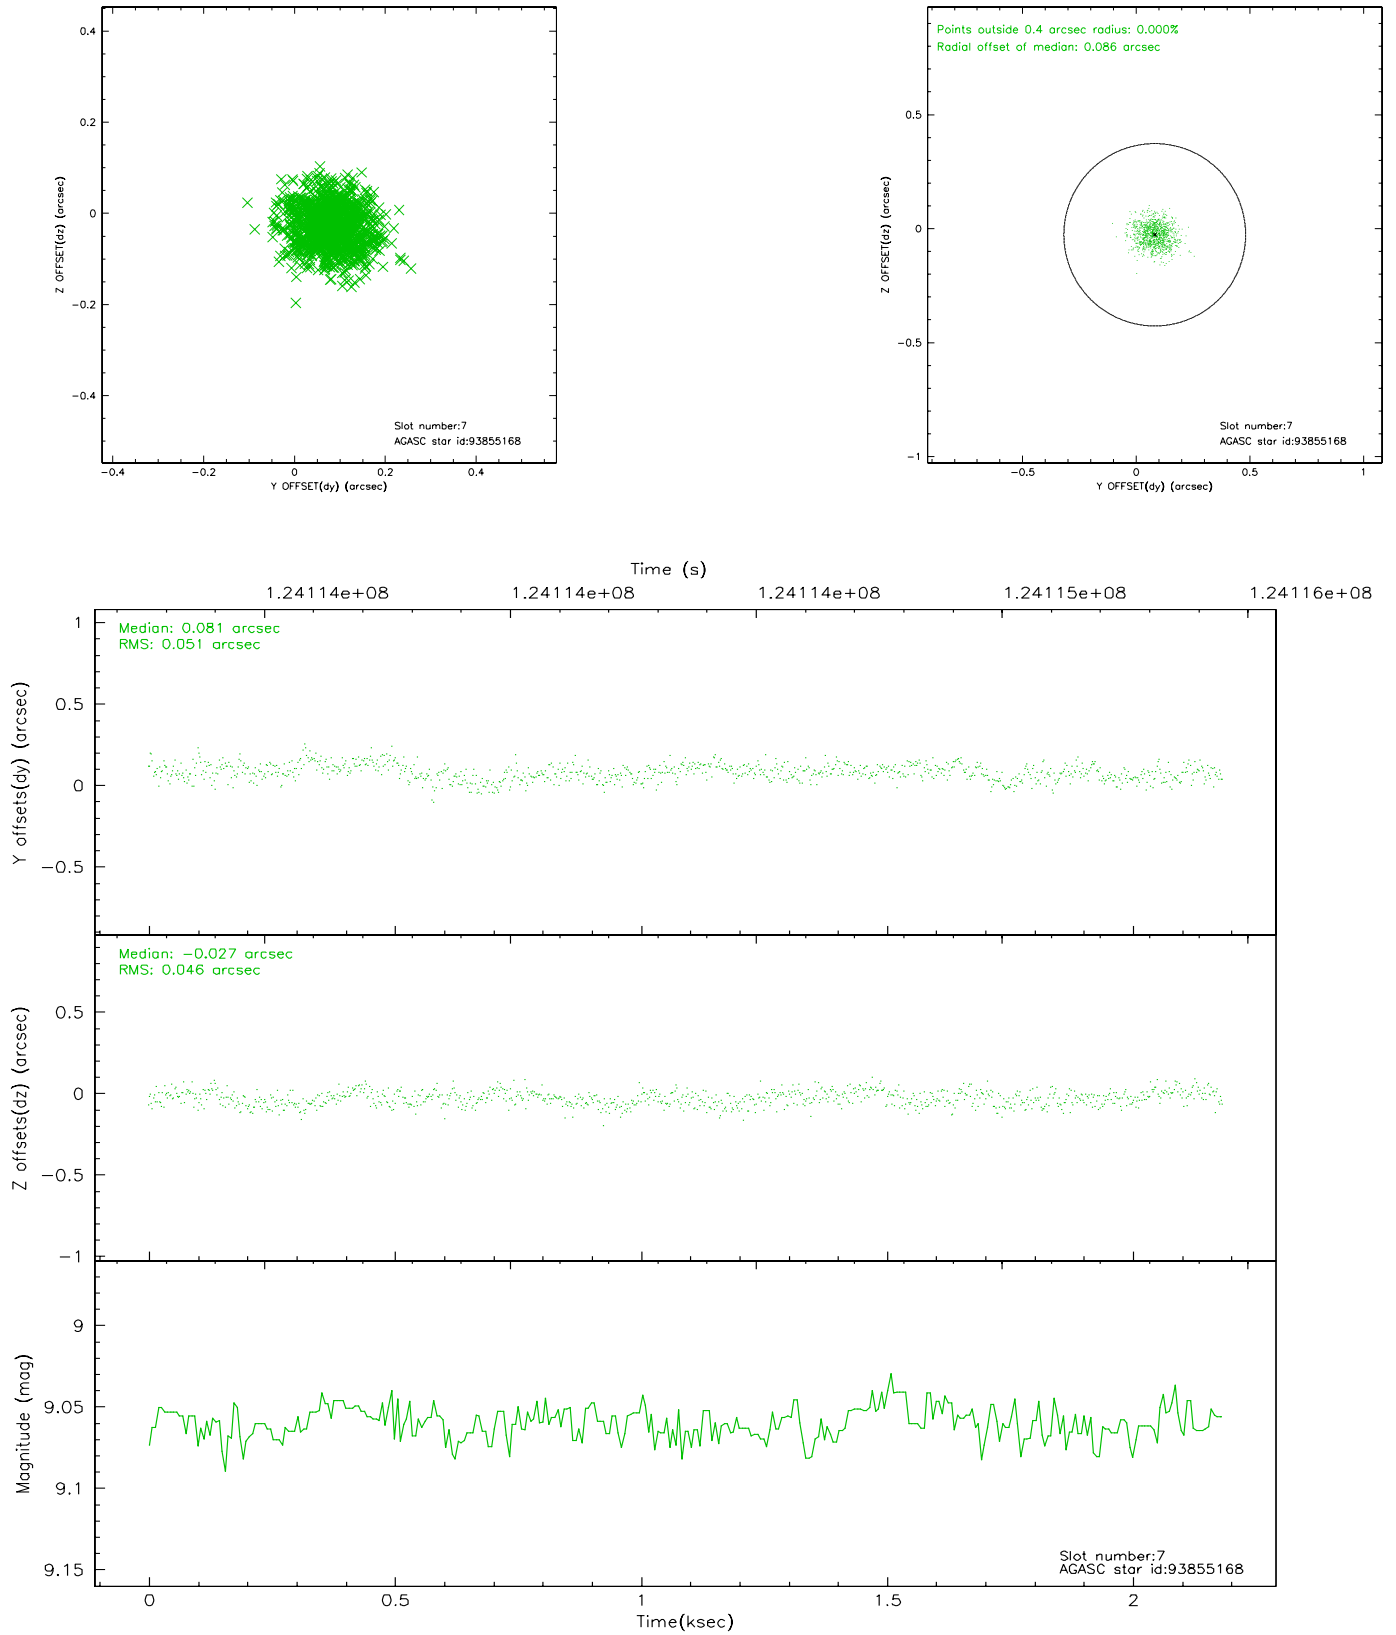 0.4
0.2
0
−0.2
−0.4
Z OFFSET(dz) (arcsec)
Slot number:7
AGASC star id:93855168
−0.4 −0.2 0 0.2 0.4
Y OFFSET(dy) (arcsec)
Points outside 0.4 arcsec radius: 0.000%
Radial offset of median: 0.086 arcsec
0.5
0
−0.5
−1
Z OFFSET(dz) (arcsec)
Slot number:7
AGASC star id:93855168
−0.5 0 0.5 1
Y OFFSET(dy) (arcsec)
Time (s)
1.24114e+08 1.24114e+08 1.24114e+08 1.24115e+08 1.24116e+08
Median: 0.081 arcsec
RMS: 0.051 arcsec
1
0.5
0
−0.5
Y offsets(dy) (arcsec)
Median: −0.027 arcsec
RMS: 0.046 arcsec
0.5
0
−0.5
−1
Z offsets(dz) (arcsec)
9
9.05
9.1
9.15
Magnitude (mag)
Slot number:7
AGASC star id:93855168
0 0.5 1 1.5 2
Time(ksec)